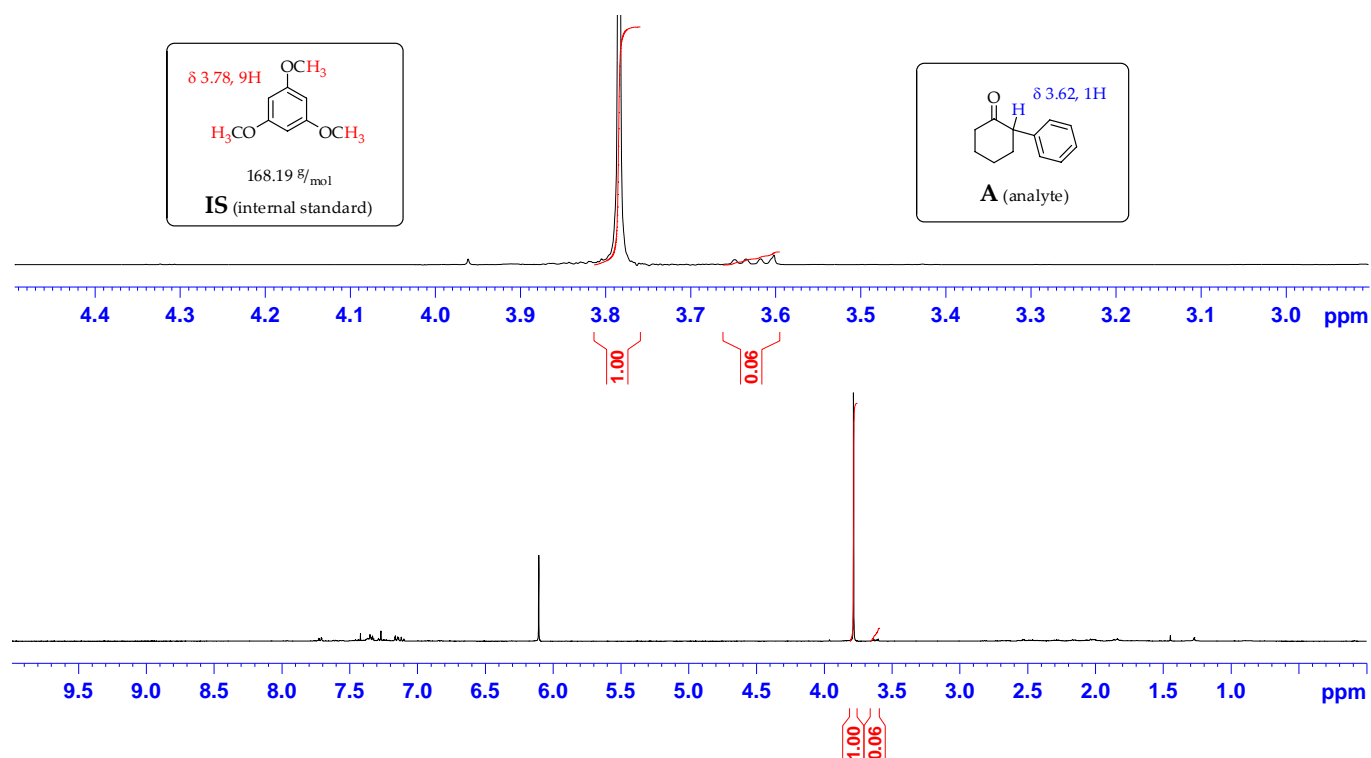 δ 3.78, 9H
OCH3
H3CO
OCH3
168.19 g/mol
IS (internal standard)
δ 3.62, 1H
O
H
A (analyte)
4.4 4.3 4.2 4.1 4.0 3.9 3.8 3.7 3.6 3.5 3.4 3.3 3.2 3.1 3.0 ppm
1.00
0.06
9.5 9.0 8.5 8.0 7.5 7.0 6.5 6.0 5.5 5.0 4.5 4.0 3.5 3.0 2.5 2.0 1.5 1.0 ppm
1.00
0.06